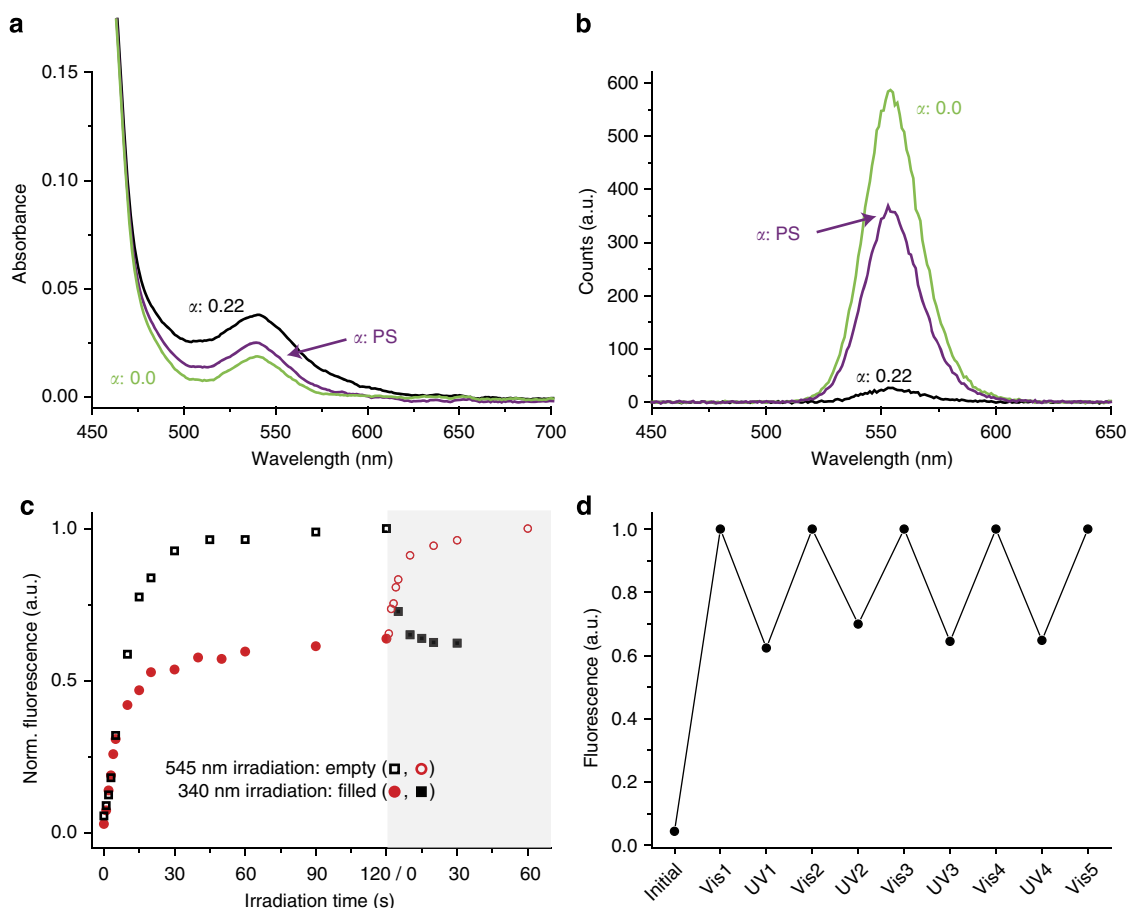 a
Absorbance
0.15
0.10
0.05
0.00
α: 0.22
α: PS
α: 0.0
450 500 550 600 650 700
Wavelength (nm)
b
Counts (a.u.)
600
500
400
300
200
100
0
α: 0.0
α: PS
α: 0.22
450 500 550 600 650
Wavelength (nm)
c
Norm. fluorescence (a.u.)
1.0
0.5
0.0
545 nm irradiation: empty (□, ○)
340 nm irradiation: filled (●, ■)
0 30 60 90 120 / 0 30 60
Irradiation time (s)
d
Fluorescence (a.u.)
1.0
0.8
0.6
0.4
0.2
0.0
Initial Vis1 UV1 Vis2 UV2 Vis3 UV3 Vis4 UV4 Vis5